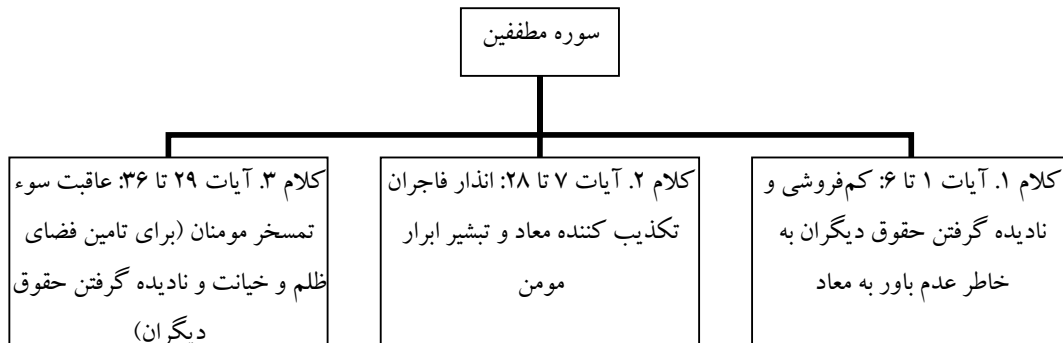 سوره مطففین
کلام ۱. آیات ۱ تا ۶: کم‌فروشی و
نادیده گرفتن حقوق دیگران به
خاطر عدم باور به معاد
کلام ۲. آیات ۷ تا ۲۸: انذار فاجران
تکذیب کننده معاد و تبشیر ابرار
مومن
کلام ۳. آیات ۲۹ تا ۳۶: عاقبت سوء
تمسخر مومنان (برای تامین فضای
ظلم و خیانت و نادیده گرفتن حقوق
دیگران)